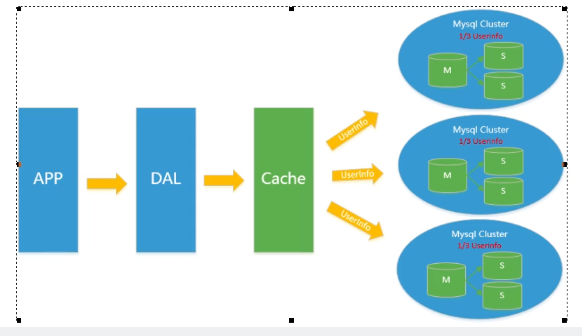 APP
DAL
Cache
UserInfo
UserInfo
UserInfo
Mysql Cluster
1/3 Userinfo
M
S
S
Mysql Cluster
1/3 Userinfo
M
S
S
Mysql Cluster
1/3 Userinfo
M
S
S